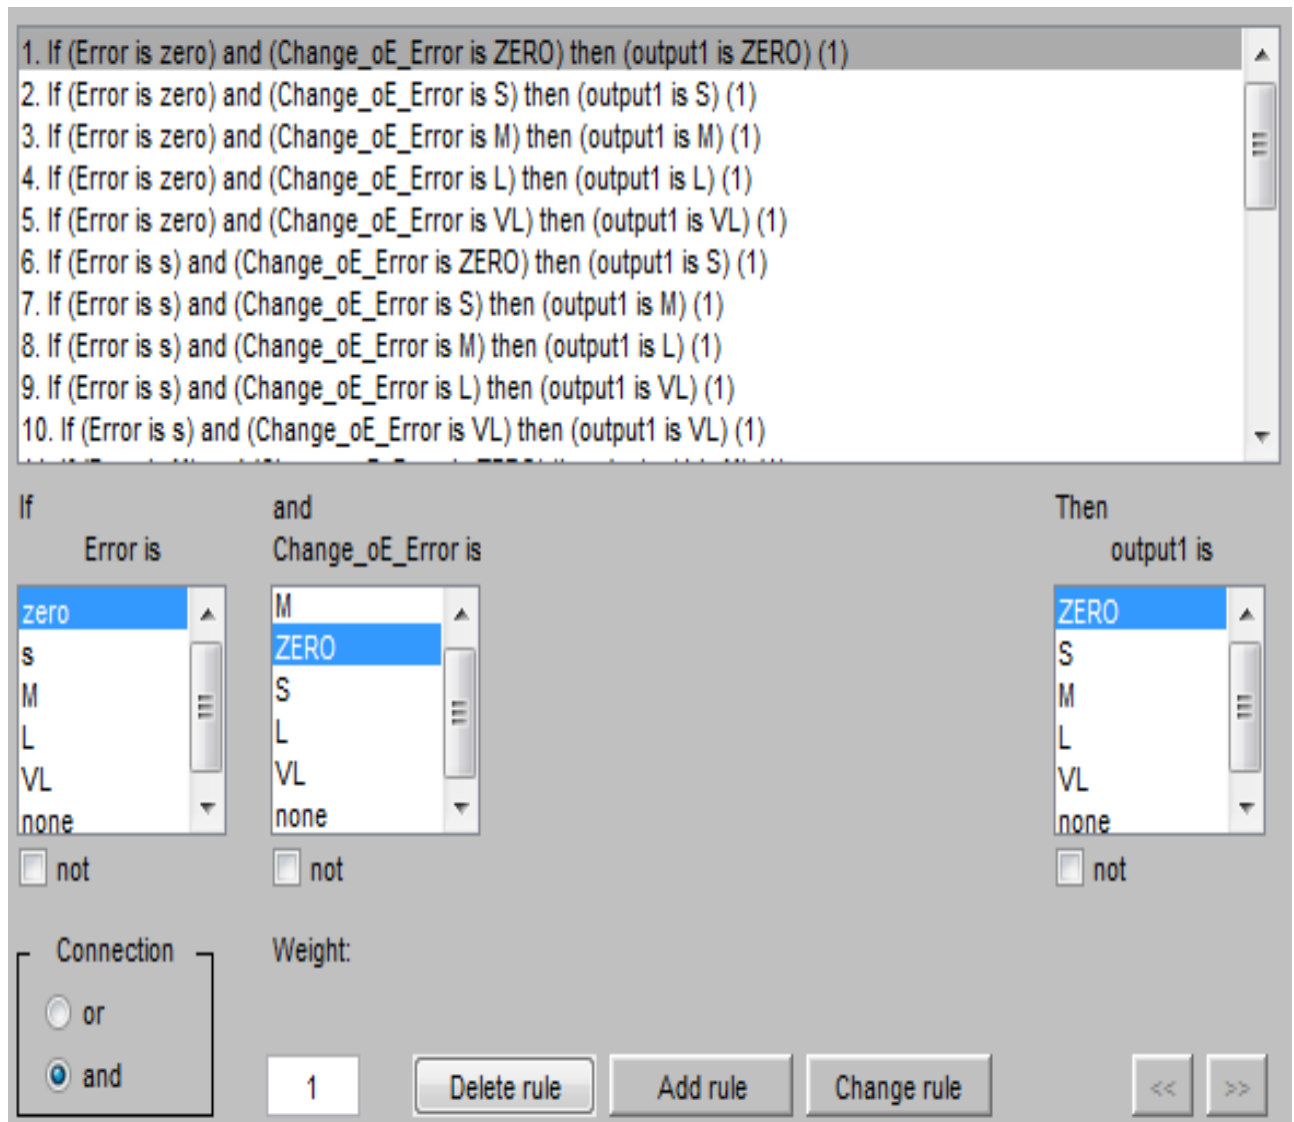 1. If (Error is zero) and (Change_oE_Error is ZERO) then (output1 is ZERO) (1)
2. If (Error is zero) and (Change_oE_Error is S) then (output1 is S) (1)
3. If (Error is zero) and (Change_oE_Error is M) then (output1 is M) (1)
4. If (Error is zero) and (Change_oE_Error is L) then (output1 is L) (1)
5. If (Error is zero) and (Change_oE_Error is VL) then (output1 is VL) (1)
6. If (Error is s) and (Change_oE_Error is ZERO) then (output1 is S) (1)
7. If (Error is s) and (Change_oE_Error is S) then (output1 is M) (1)
8. If (Error is s) and (Change_oE_Error is M) then (output1 is L) (1)
9. If (Error is s) and (Change_oE_Error is L) then (output1 is VL) (1)
10. If (Error is s) and (Change_oE_Error is VL) then (output1 is VL) (1)
If
Error is
zero
s
M
L
VL
none
not
and
Change_oE_Error is
M
ZERO
S
L
VL
none
not
Then
output1 is
ZERO
S
M
L
VL
none
not
Connection
or
and
Weight:
1
Delete rule
Add rule
Change rule
<<
>>